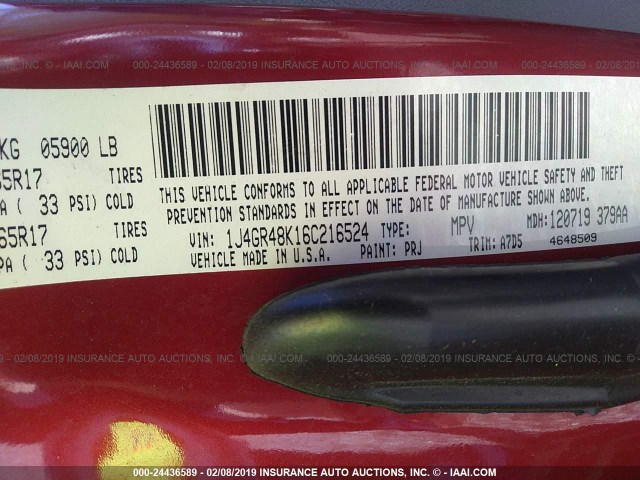 000-24436589 - 02/08/2019 INSURANCE AUTO AUCTIONS, INC. - IAAI.COM
KG 05900 LB
65R17 TIRES
PA ( 33 PSI) COLD
65R17 TIRES
PA ( 33 PSI) COLD
THIS VEHICLE CONFORMS TO ALL APPLICABLE FEDERAL MOTOR VEHICLE SAFETY AND THEFT
PREVENTION STANDARDS IN EFFECT ON THE DATE OF MANUFACTURE SHOWN ABOVE.
VIN: 1J4GR48K16C216524 TYPE: MPV MDH:120719 379AA
VEHICLE MADE IN U.S.A. PAINT: PRJ TRIM: A7D5 4648509
INC. - IAAI.COM 000-24436589 - 02/08/2019 INSURANCE AUTO AUCTIONS, INC. - IAAI.COM
000-24436589 - 02/08/2019 INSURANCE AUTO AUCTIONS, INC. - IAAI.COM